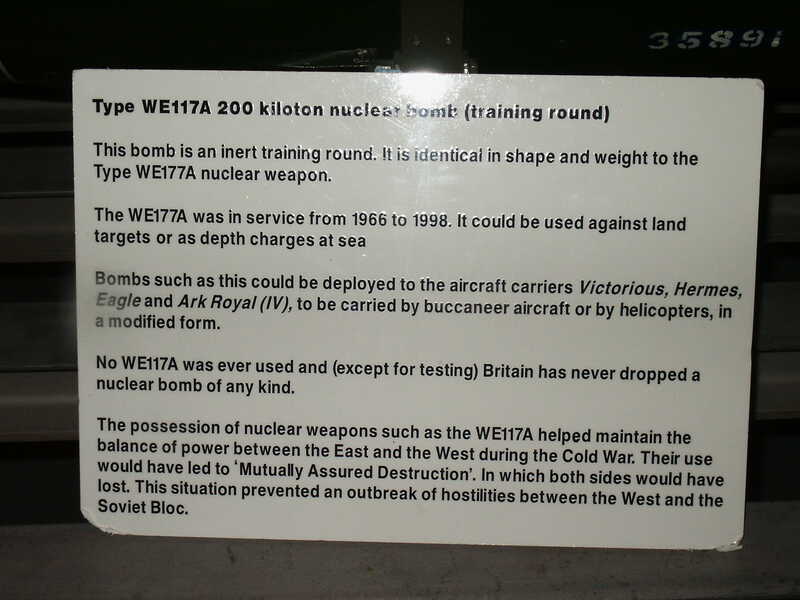 35891
Type WE117A 200 kiloton nuclear bomb (training round)
This bomb is an inert training round. It is identical in shape and weight to the
Type WE177A nuclear weapon.
The WE177A was in service from 1966 to 1998. It could be used against land
targets or as depth charges at sea
Bombs such as this could be deployed to the aircraft carriers Victorious, Hermes,
Eagle and Ark Royal (IV), to be carried by buccaneer aircraft or by helicopters, in
a modified form.
No WE117A was ever used and (except for testing) Britain has never dropped a
nuclear bomb of any kind.
The possession of nuclear weapons such as the WE117A helped maintain the
balance of power between the East and the West during the Cold War. Their use
would have led to ‘Mutually Assured Destruction’. In which both sides would have
lost. This situation prevented an outbreak of hostilities between the West and the
Soviet Bloc.